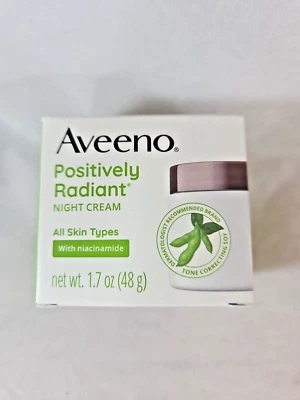 Aveeno®
Positively
Radiant®
NIGHT CREAM
All Skin Types
With niacinamide
net wt. 1.7 oz (48 g)
DERMATOLOGIST RECOMMENDED BRAND
TONE CORRECTING SOY